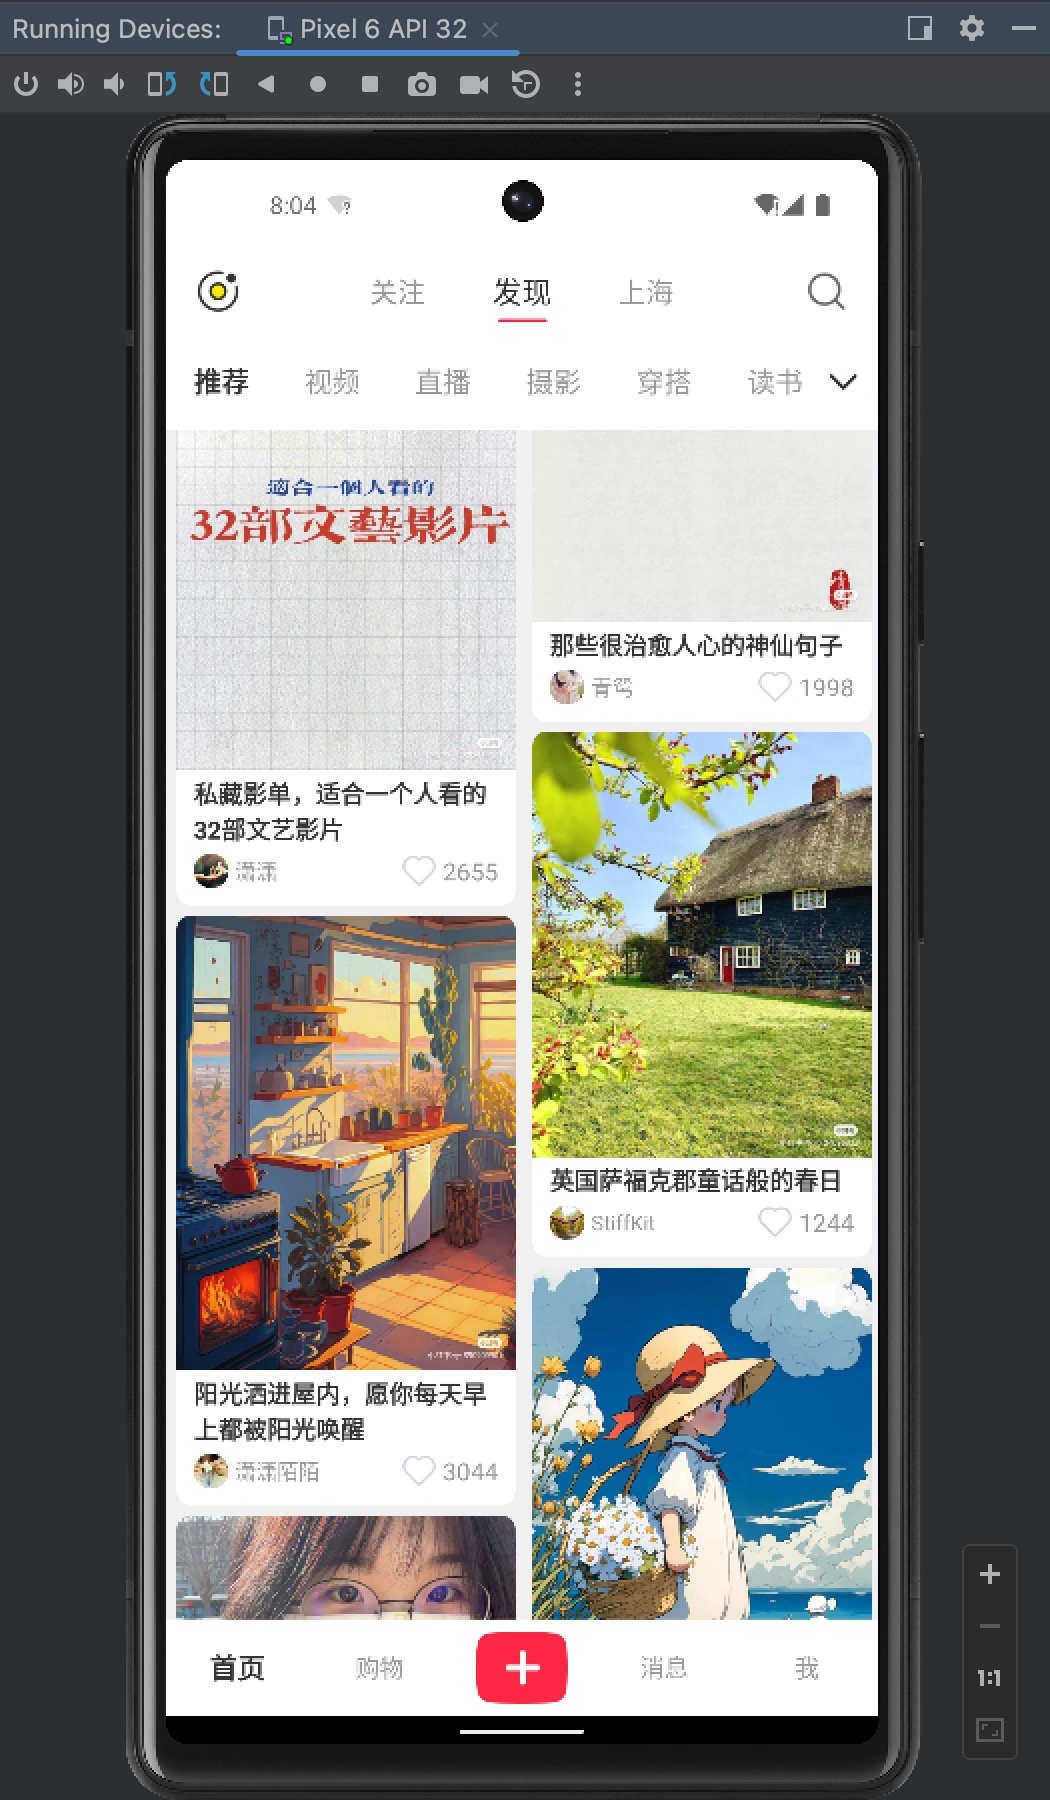 Running Devices:
Pixel 6 API 32
8:04
关注
发现
上海
推荐
视频
直播
摄影
穿搭
读书
適合一個人看的
32部文藝影片
私藏影单，适合一个人看的
32部文艺影片
潇潇
2655
那些很治愈人心的神仙句子
1998
英国萨福克郡童话般的春日
StiffKit
1244
阳光洒进屋内，愿你每天早
上都被阳光唤醒
潇潇陌陌
3044
首页
购物
消息
我
1:1